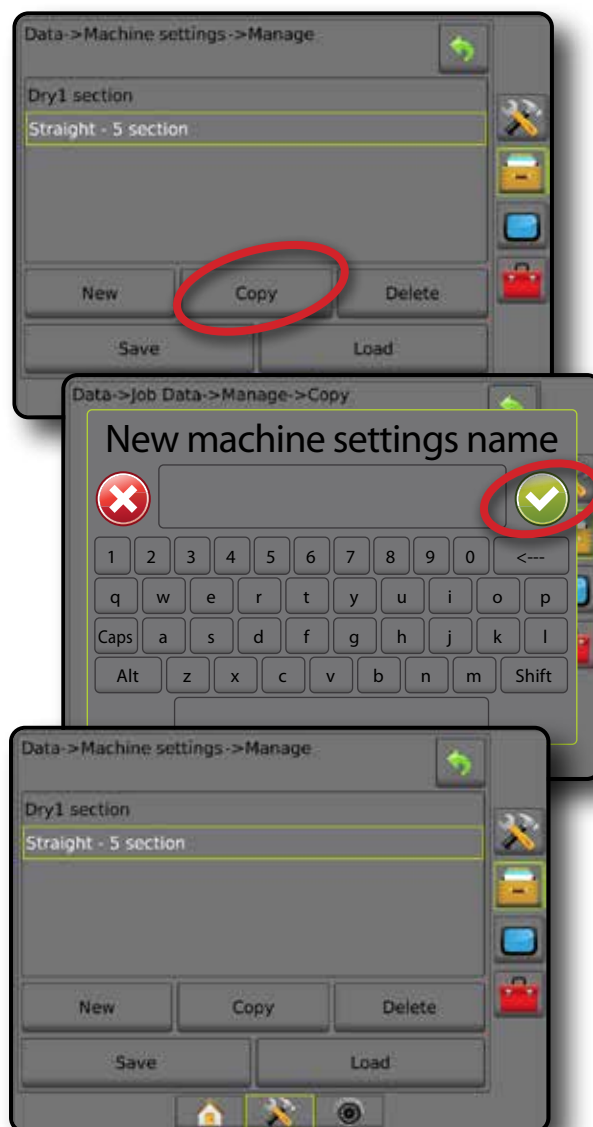 Data->Machine settings->Manage
Dry1 section
Straight - 5 section
New Copy Delete
Save Load
Data->Job Data->Manage->Copy
New machine settings name
1 2 3 4 5 6 7 8 9 0 <---
q w e r t y u i o p
Caps a s d f g h j k l
Alt z x c v b n m Shift
Data->Machine settings->Manage
Dry1 section
Straight - 5 section
New Copy Delete
Save Load